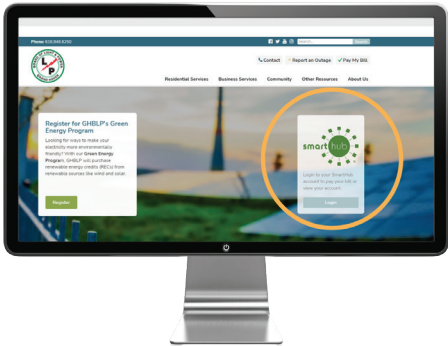 Phone: 616.846.8250
Contact Report an Outage Pay My Bill
Residential Services Business Services Community Other Resources About Us
L P
Register for GHBLP's Green
Energy Program
Looking for ways to make your
electricity more environmentally
friendly? With our Green Energy
Program, GHBLP will purchase
renewable energy credits (RECs) from
renewable sources like wind and solar.
Register
smart hub
Login to your SmartHub
account to pay your bill or
view your account.
Login